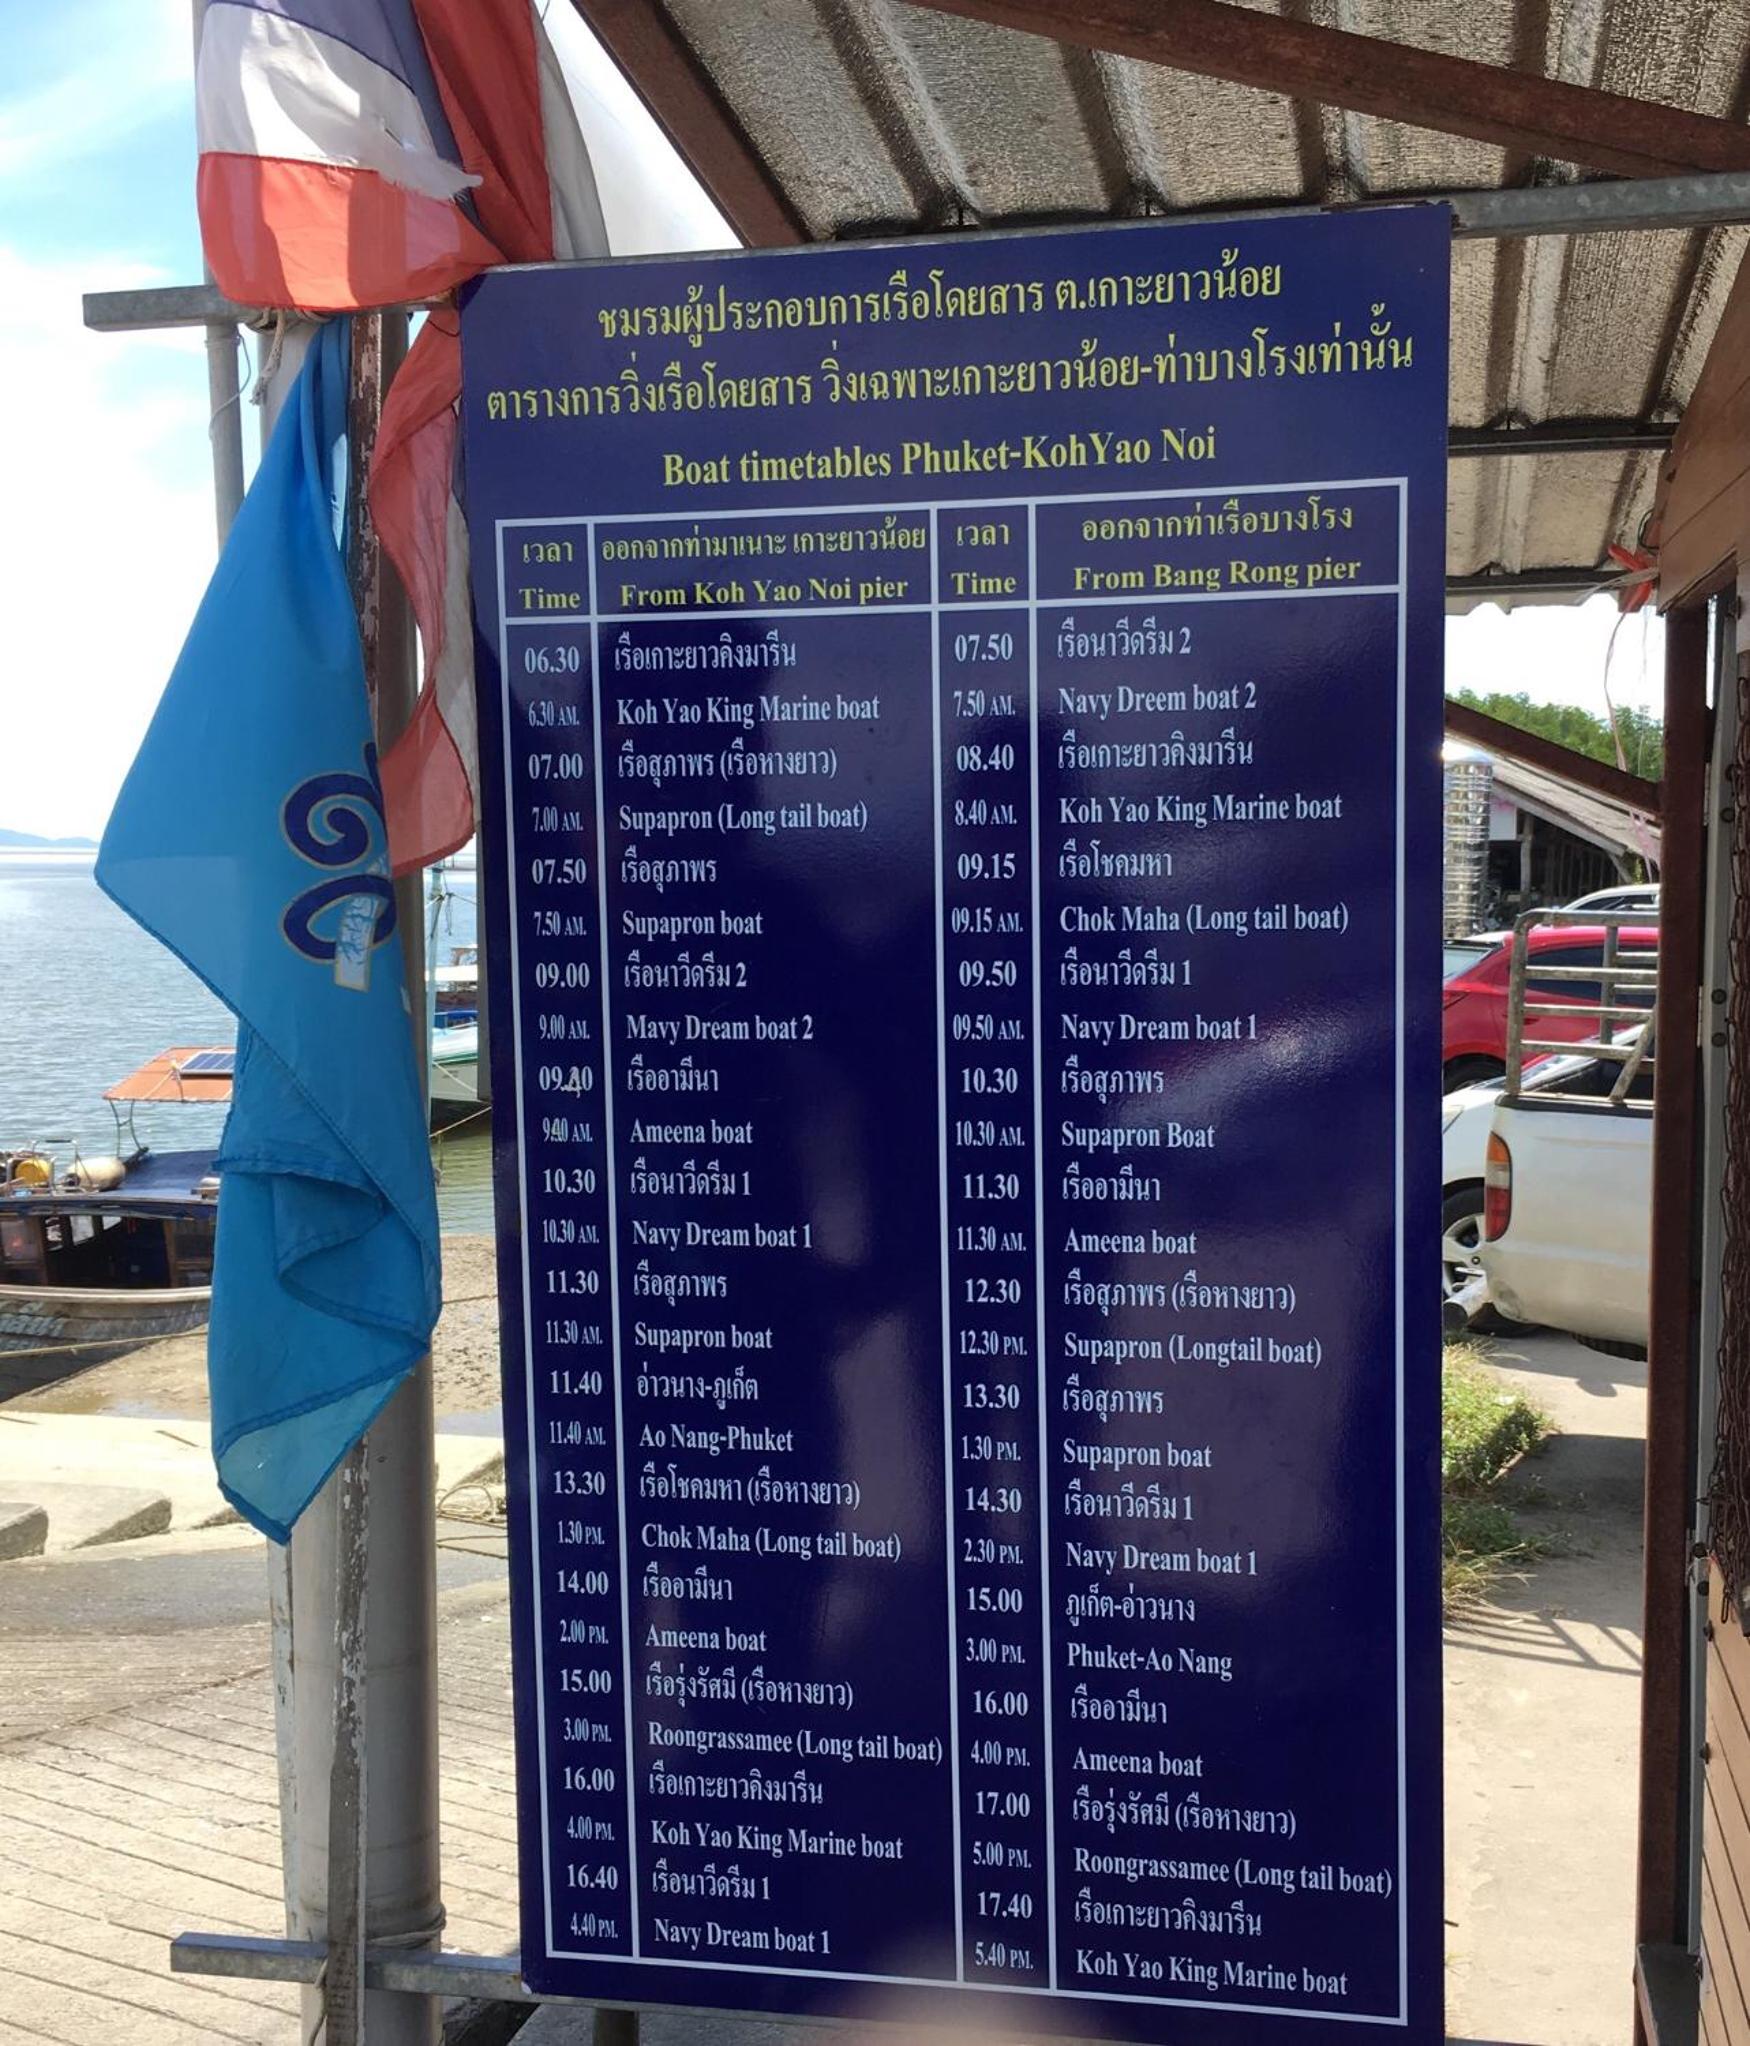 ชมรมผู้ประกอบการเรือโดยสาร ต.เกาะยาวน้อย
ตารางการวิ่งเรือโดยสาร วิ่งเฉพาะเกาะยาวน้อย-ท่าบางโรงเท่านั้น
Boat timetables Phuket-KohYao Noi
เวลา ออกจากท่ามาเนาะ เกาะยาวน้อย เวลา ออกจากท่าเรือบางโรง
Time From Koh Yao Noi pier Time From Bang Rong pier
06.30 เรือเกาะยาวคิงมารีน 07.50 เรือนาวีดรีม 2
6.30 AM. Koh Yao King Marine boat 7.50 AM. Navy Dreem boat 2
07.00 เรือสุภาพร (เรือหางยาว) 08.40 เรือเกาะยาวคิงมารีน
7.00 AM. Supapron (Long tail boat) 8.40 AM. Koh Yao King Marine boat
07.50 เรือสุภาพร 09.15 เรือโชคมหา
7.50 AM. Supapron boat 09.15 AM. Chok Maha (Long tail boat)
09.00 เรือนาวีดรีม 2 09.50 เรือนาวีดรีม 1
9.00 AM. Mavy Dream boat 2 09.50 AM. Navy Dream boat 1
09.40 เรืออามีนา 10.30 เรือสุภาพร
9.40 AM. Ameena boat 10.30 AM. Supapron Boat
10.30 เรือนาวีดรีม 1 11.30 เรืออามีนา
10.30 AM. Navy Dream boat 1 11.30 AM. Ameena boat
11.30 เรือสุภาพร 12.30 เรือสุภาพร (เรือหางยาว)
11.30 AM. Supapron boat 12.30 PM. Supapron (Longtail boat)
11.40 อ่าวนาง-ภูเก็ต 13.30 เรือสุภาพร
11.40 AM. Ao Nang-Phuket 1.30 PM. Supapron boat
13.30 เรือโชคมหา (เรือหางยาว) 14.30 เรือนาวีดรีม 1
1.30 PM. Chok Maha (Long tail boat) 2.30 PM. Navy Dream boat 1
14.00 เรืออามีนา 15.00 ภูเก็ต-อ่าวนาง
2.00 PM. Ameena boat 3.00 PM. Phuket-Ao Nang
15.00 เรือรุ่งรัศมี (เรือหางยาว) 16.00 เรืออามีนา
3.00 PM. Roongrassamee (Long tail boat) 4.00 PM. Ameena boat
16.00 เรือเกาะยาวคิงมารีน 17.00 เรือรุ่งรัศมี (เรือหางยาว)
4.00 PM. Koh Yao King Marine boat 5.00 PM. Roongrassamee (Long tail boat)
16.40 เรือนาวีดรีม 1 17.40 เรือเกาะยาวคิงมารีน
4.40 PM. Navy Dream boat 1 5.40 PM. Koh Yao King Marine boat